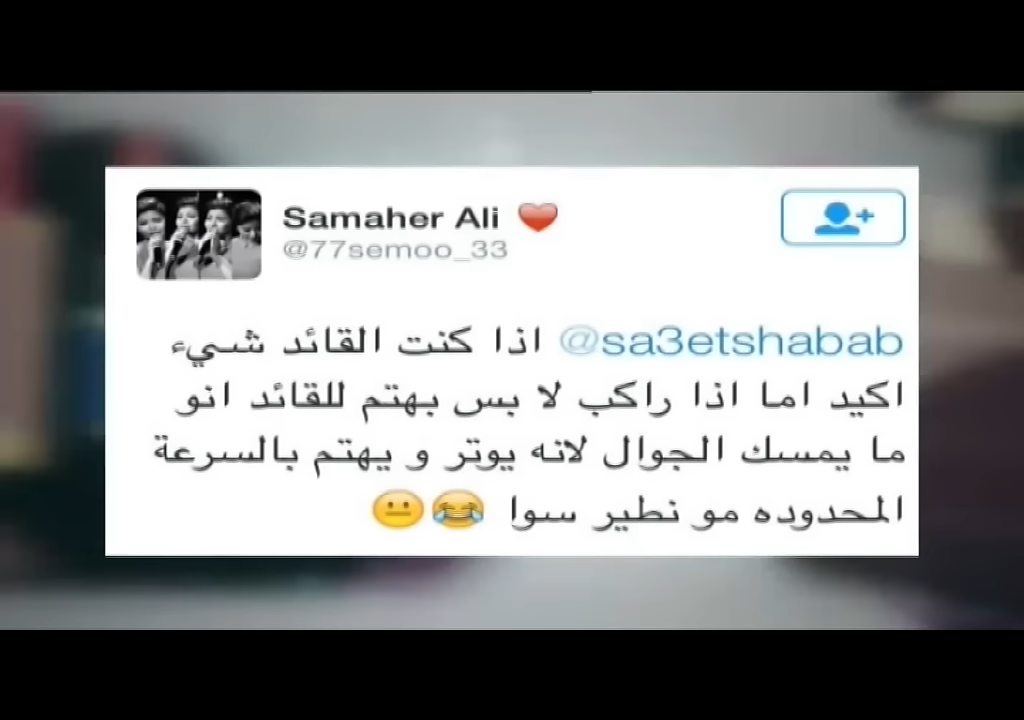 Samaher Ali ❤️
@77semoo_33
@sa3etshabab اذا كنت القائد شيء
اكيد اما اذا راكب لا بس بهتم للقائد انو
ما يمسك الجوال لانه يوتر و يهتم بالسرعة
المحدوده مو نطير سوا 😂😐